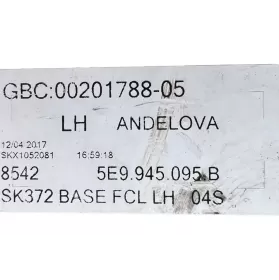 GBC:00201788-05
LH ANDELOVA
12/04/2017
SKX1052081 16:59:18
8542 5E9.945.095.B
SK372 BASE FCL LH 04S